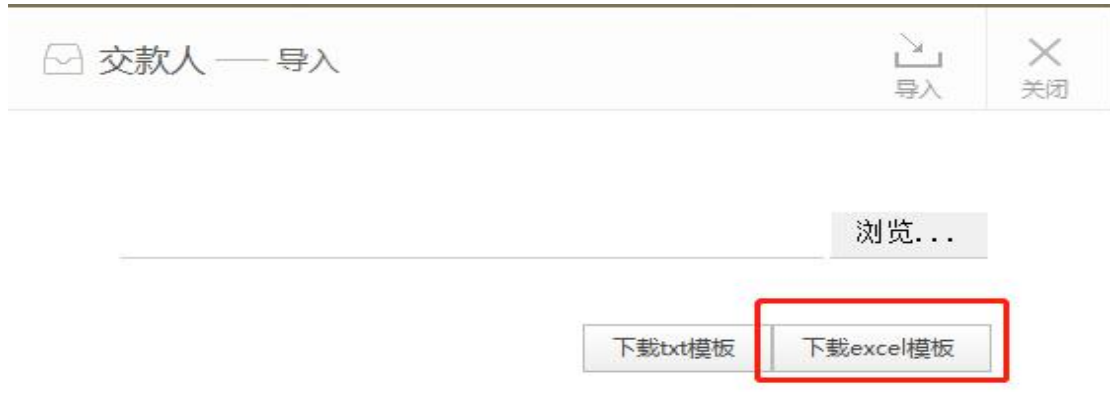 交款人 —— 导入
导入
关闭
浏览...
下载txt模板
下载excel模板